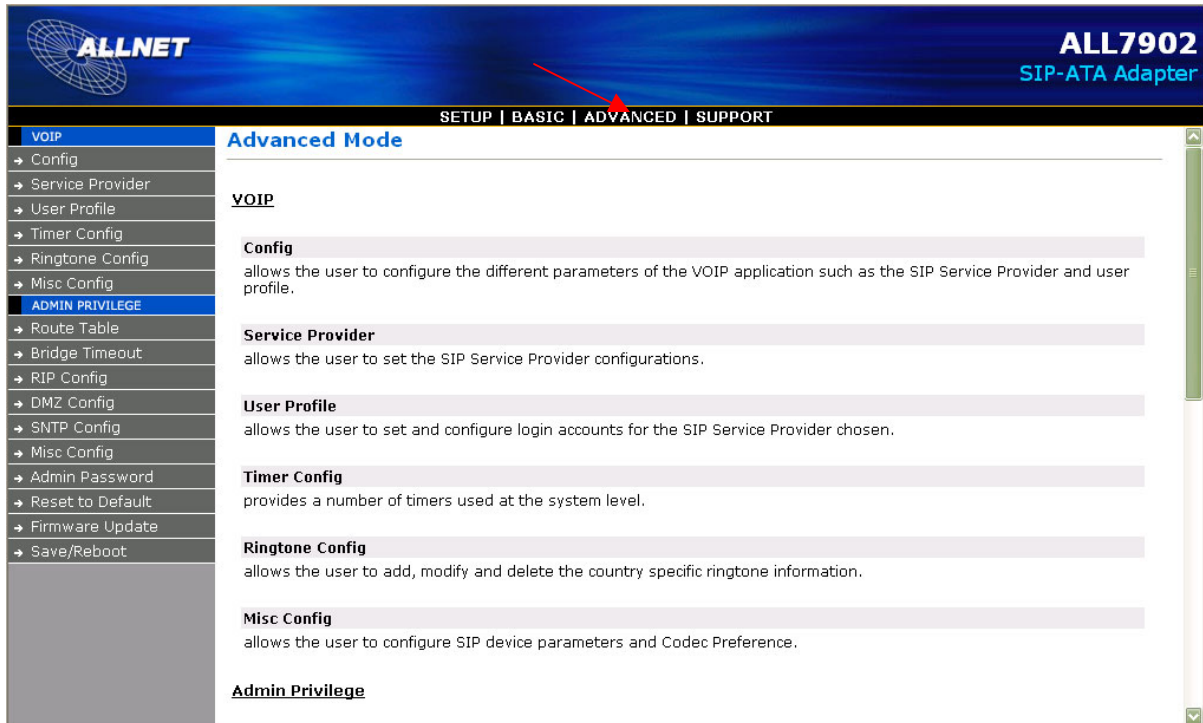 ALLNET
ALL7902
SIP-ATA Adapter
SETUP | BASIC | ADVANCED | SUPPORT
VOIP
Config
Service Provider
User Profile
Timer Config
Ringtone Config
Misc Config
ADMIN PRIVILEGE
Route Table
Bridge Timeout
RIP Config
DMZ Config
SNTP Config
Misc Config
Admin Password
Reset to Default
Firmware Update
Save/Reboot
Advanced Mode
VOIP
Config
allows the user to configure the different parameters of the VOIP application such as the SIP Service Provider and user
profile.
Service Provider
allows the user to set the SIP Service Provider configurations.
User Profile
allows the user to set and configure login accounts for the SIP Service Provider chosen.
Timer Config
provides a number of timers used at the system level.
Ringtone Config
allows the user to add, modify and delete the country specific ringtone information.
Misc Config
allows the user to configure SIP device parameters and Codec Preference.
Admin Privilege